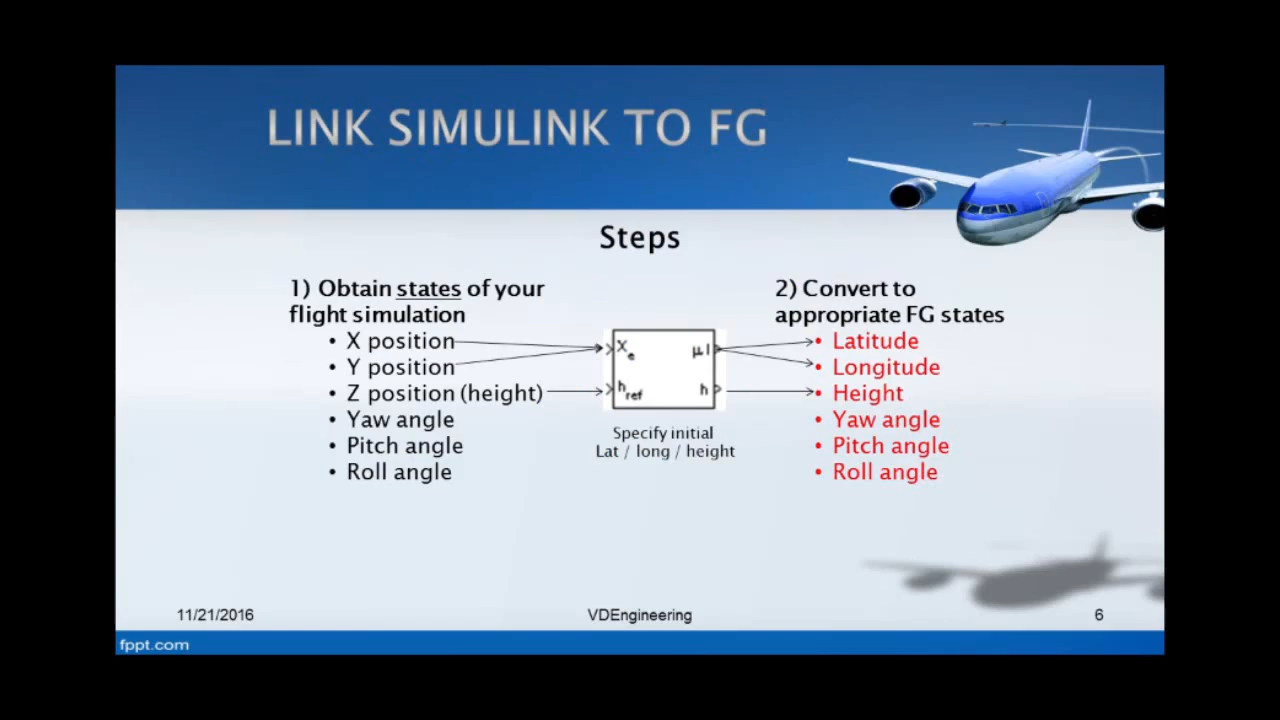 LINK SIMULINK TO FG
Steps
1) Obtain states of your
flight simulation
• X position
• Y position
• Z position (height)
• Yaw angle
• Pitch angle
• Roll angle
Xe
μ l
href
h
Specify initial
Lat / long / height
2) Convert to
appropriate FG states
• Latitude
• Longitude
• Height
• Yaw angle
• Pitch angle
• Roll angle
11/21/2016
VDEngineering
6
fppt.com